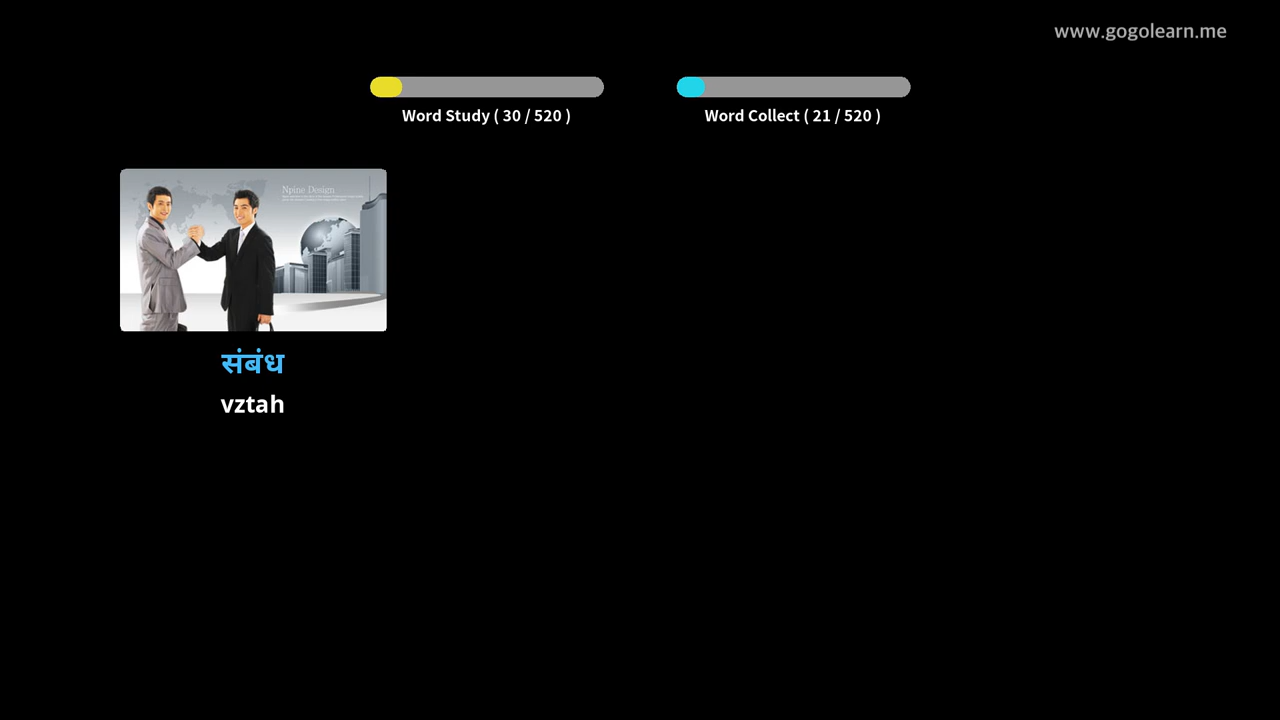 www.gogolearn.me
Word Study ( 30 / 520 )
Word Collect ( 21 / 520 )
Npine Design
संबंध
vztah